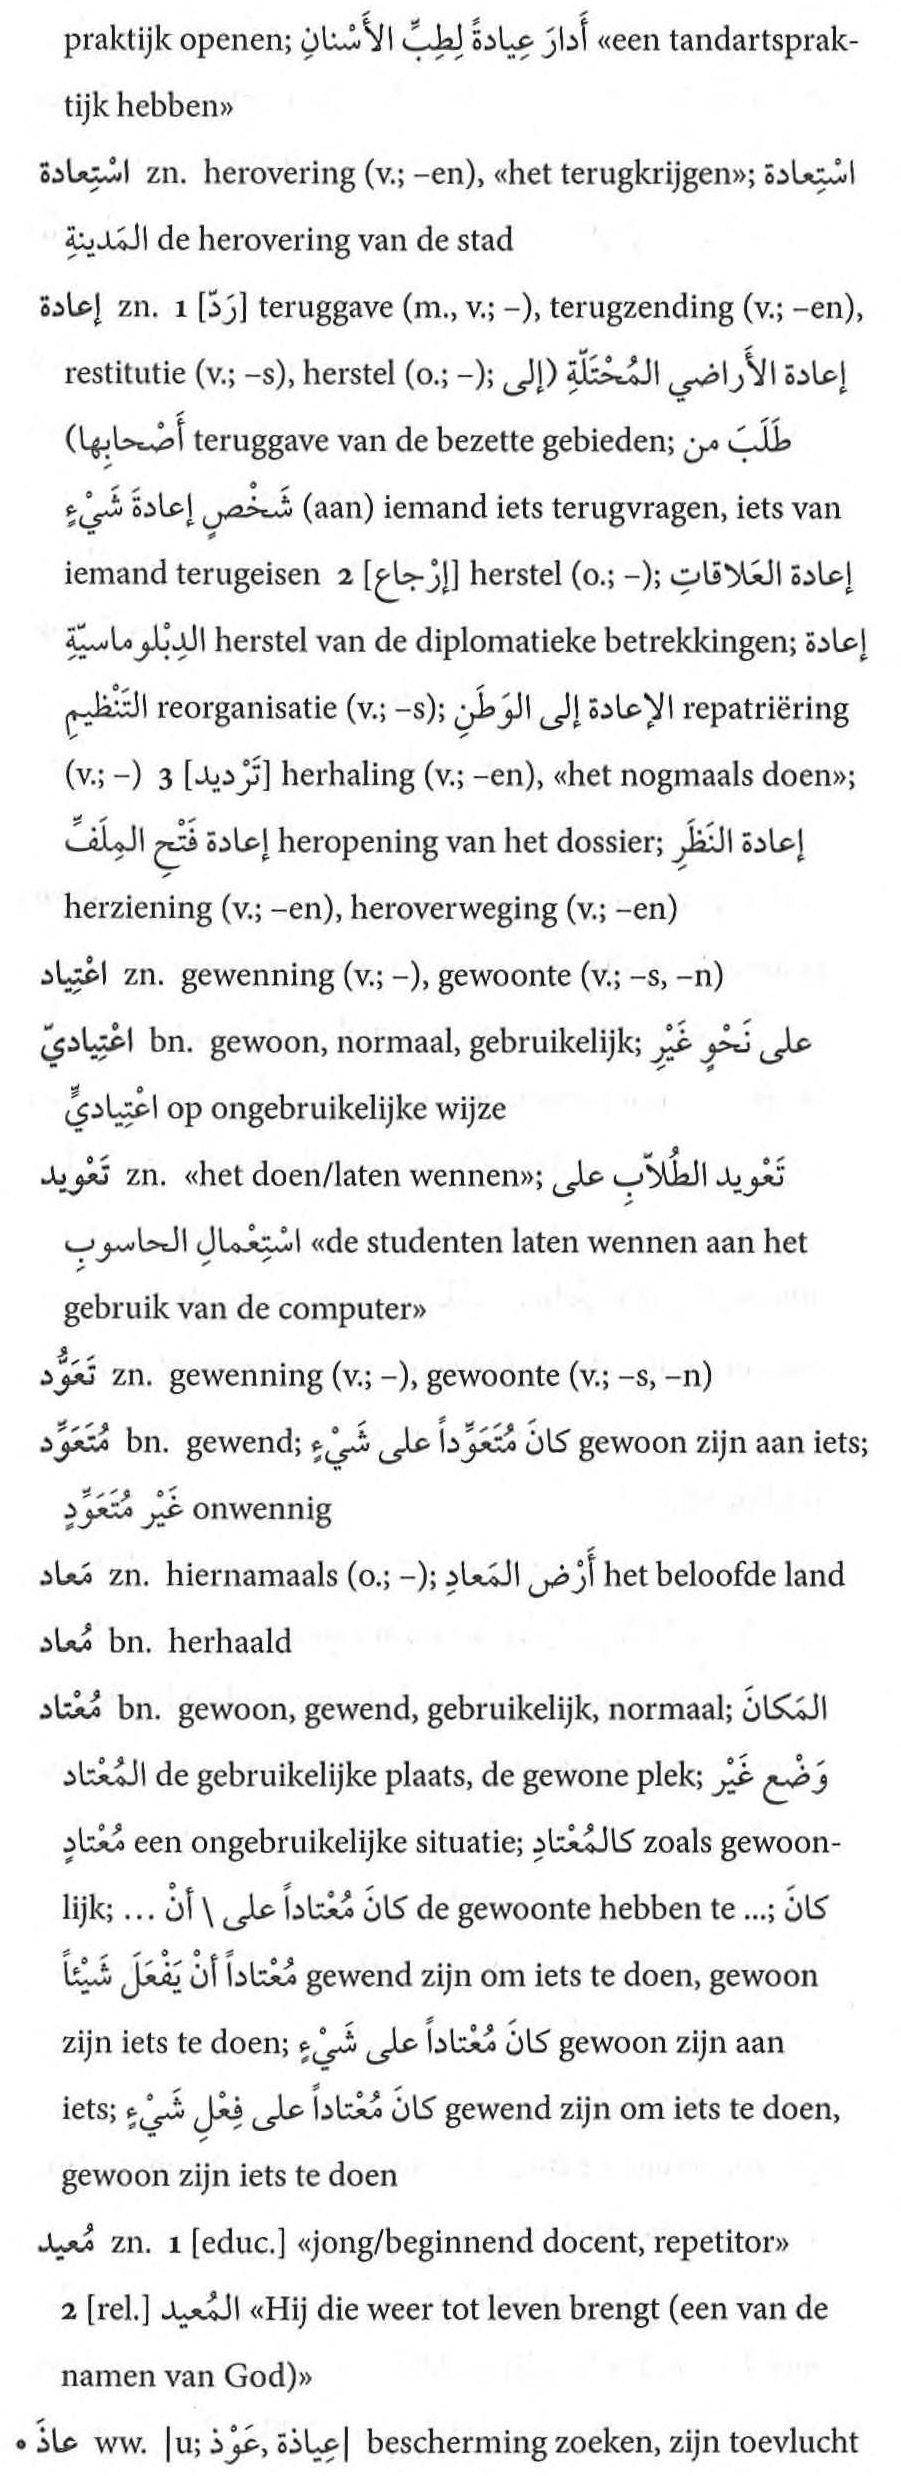 praktijk openen; أَدارَ عِيادةً لِطِبِّ الأَسْنانِ «een tandartsprak-
tijk hebben»
اسْتِعادة zn. herovering (v.; –en), «het terugkrijgen»; اسْتِعادة
المَدينةِ de herovering van de stad
إعادة zn. 1 [رَدّ] teruggave (m., v.; –), terugzending (v.; –en),
restitutie (v.; –s), herstel (o.; –); إعادة الأَراضي المُحْتَلّةِ (إلى
أَصْحابِها) teruggave van de bezette gebieden; طَلَبَ من
شَخْصٍ إعادةَ شَيْءٍ (aan) iemand iets terugvragen, iets van
iemand terugeisen 2 [إرْجاع] herstel (o.; –); إعادة العَلاقاتِ
الدِبْلوماسيّةِ herstel van de diplomatieke betrekkingen; إعادة
التَنْظيمِ reorganisatie (v.; –s); الإعادة إلى الوَطَنِ repatriëring
(v.; –) 3 [تَرْديد] herhaling (v.; –en), «het nogmaals doen»;
إعادة فَتْحِ المِلَفِّ heropening van het dossier; إعادة النَظَرِ
herziening (v.; –en), heroverweging (v.; –en)
اعْتِياد zn. gewenning (v.; –), gewoonte (v.; –s, –n)
اعْتِياديّ bn. gewoon, normaal, gebruikelijk; على نَحْوٍ غَيْرِ
اعْتِياديٍّ op ongebruikelijke wijze
تَعْويد zn. «het doen/laten wennen»; تَعْويد الطُلاّبِ على
اسْتِعْمالِ الحاسوبِ «de studenten laten wennen aan het
gebruik van de computer»
تَعَوُّد zn. gewenning (v.; –), gewoonte (v.; –s, –n)
مُتَعَوِّد bn. gewend; كانَ مُتَعَوِّداً على شَيْءٍ gewoon zijn aan iets;
غَيْر مُتَعَوِّدٍ onwennig
مَعاد zn. hiernamaals (o.; –); أَرْض المَعادِ het beloofde land
مُعاد bn. herhaald
مُعْتاد bn. gewoon, gewend, gebruikelijk, normaal; المَكانَ
المُعْتاد de gebruikelijke plaats, de gewone plek; وَضْع غَيْر
مُعْتادٍ een ongebruikelijke situatie; كالمُعْتادِ zoals gewoon-
lijk; كانَ مُعْتاداً على \ أنْ ... de gewoonte hebben te ...; كانَ
مُعْتاداً أنْ يَفْعَلَ شَيْئاً gewend zijn om iets te doen, gewoon
zijn iets te doen; كانَ مُعْتاداً على شَيْءٍ gewoon zijn aan
iets; كانَ مُعْتاداً على فِعْلِ شَيْءٍ gewend zijn om iets te doen,
gewoon zijn iets te doen
مُعيد zn. 1 [educ.] «jong/beginnend docent, repetitor»
2 [rel.] المُعيد «Hij die weer tot leven brengt (een van de
namen van God)»
• عاذَ ww. |u; عَوْذ, عِياذة| bescherming zoeken, zijn toevlucht